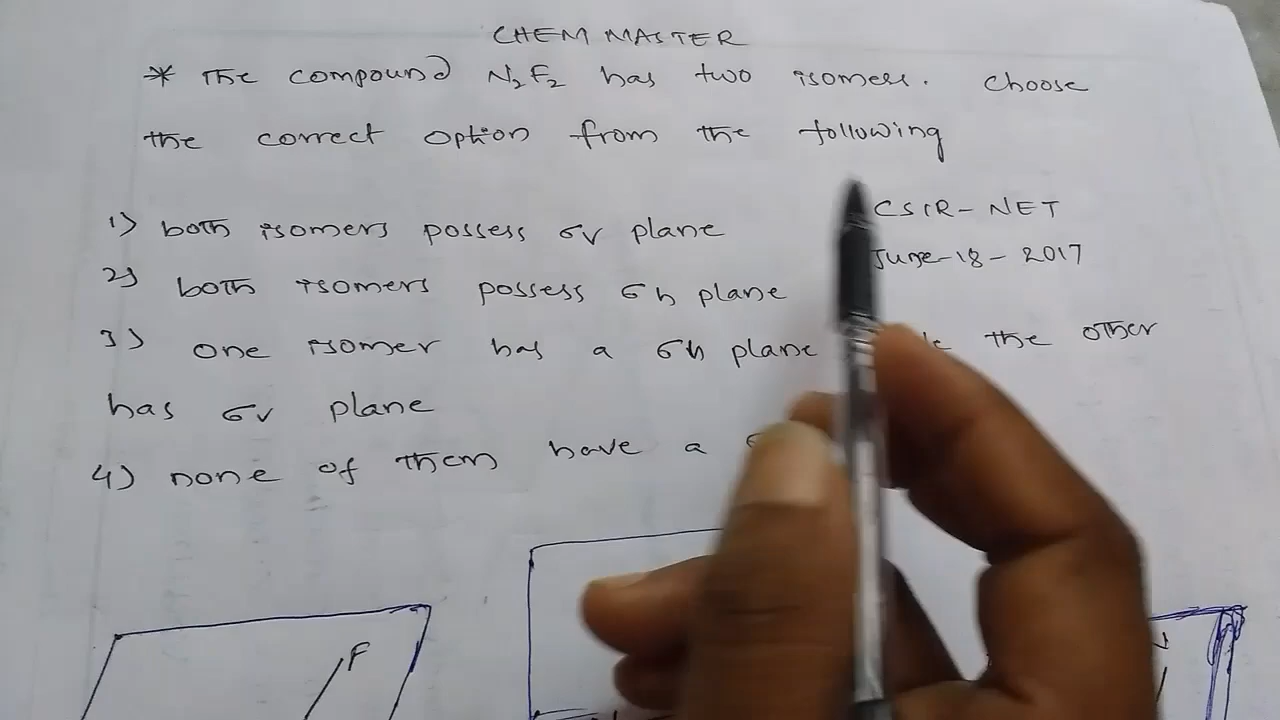 CHEM MASTER
* The compound N₂F₂ has two isomers. Choose
the correct option from the following
CSIR-NET
June-18-2017
1) both isomers possess σv plane
2) both isomers possess σh plane
3) one isomer has a σh plane the other
has σv plane
4) none of them have a
F